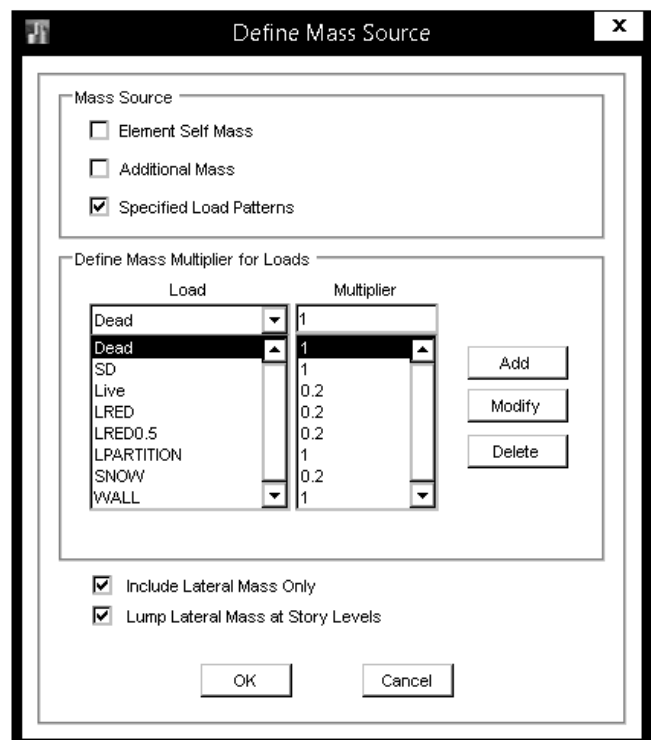 Define Mass Source
x
Mass Source
Element Self Mass
Additional Mass
Specified Load Patterns
Define Mass Multiplier for Loads
Load Multiplier
Dead 1
Dead 1
SD 1
Live 0.2
LRED 0.2
LRED0.5 0.2
LPARTITION 1
SNOW 0.2
WALL 1
Add
Modify
Delete
Include Lateral Mass Only
Lump Lateral Mass at Story Levels
OK Cancel